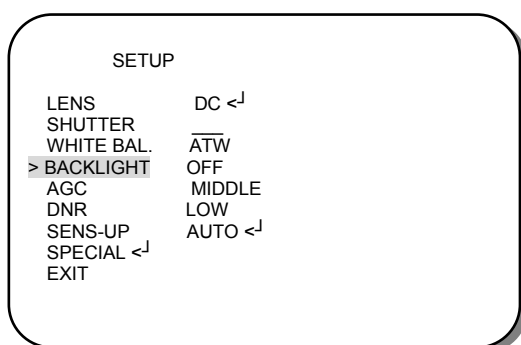 SETUP
LENS DC <┘
SHUTTER ___
WHITE BAL. ATW
> BACKLIGHT OFF
AGC MIDDLE
DNR LOW
SENS-UP AUTO <┘
SPECIAL <┘
EXIT